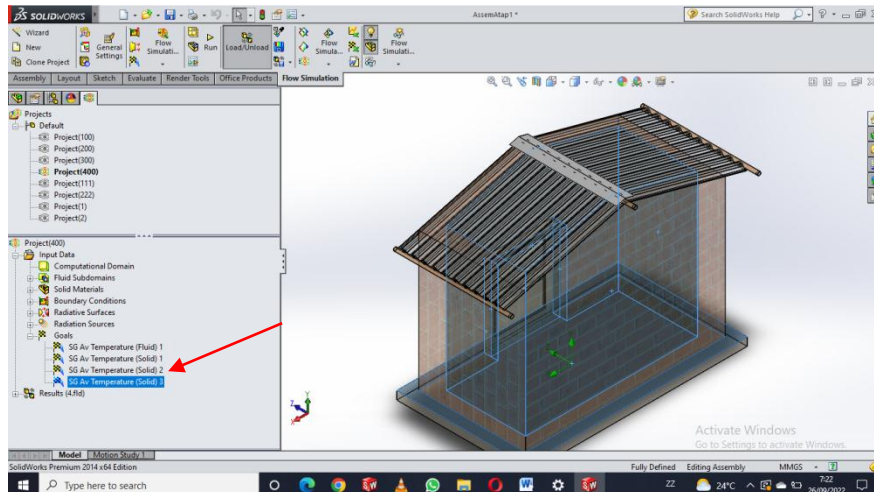 SOLIDWORKS
AssemAtap1 *
Search SolidWorks Help
Wizard
New
Clone Project
General Settings
Flow Simulati...
Run
Load/Unload
Flow Simula...
Flow Simulati...
Assembly Layout Sketch Evaluate Render Tools Office Products Flow Simulation
Projects
Default
Project(100)
Project(200)
Project(300)
Project(400)
Project(111)
Project(222)
Project(1)
Project(2)
Project(400)
Input Data
Computational Domain
Fluid Subdomains
Solid Materials
Boundary Conditions
Radiative Surfaces
Radiation Sources
Goals
SG Av Temperature (Fluid) 1
SG Av Temperature (Solid) 1
SG Av Temperature (Solid) 2
SG Av Temperature (Solid) 3
Results (4.fld)
Y
Z
X
Activate Windows
Go to Settings to activate Windows.
Model Motion Study 1
SolidWorks Premium 2014 x64 Edition
Fully Defined Editing Assembly MMGS
Type here to search
24°C
7:22
26/09/2022